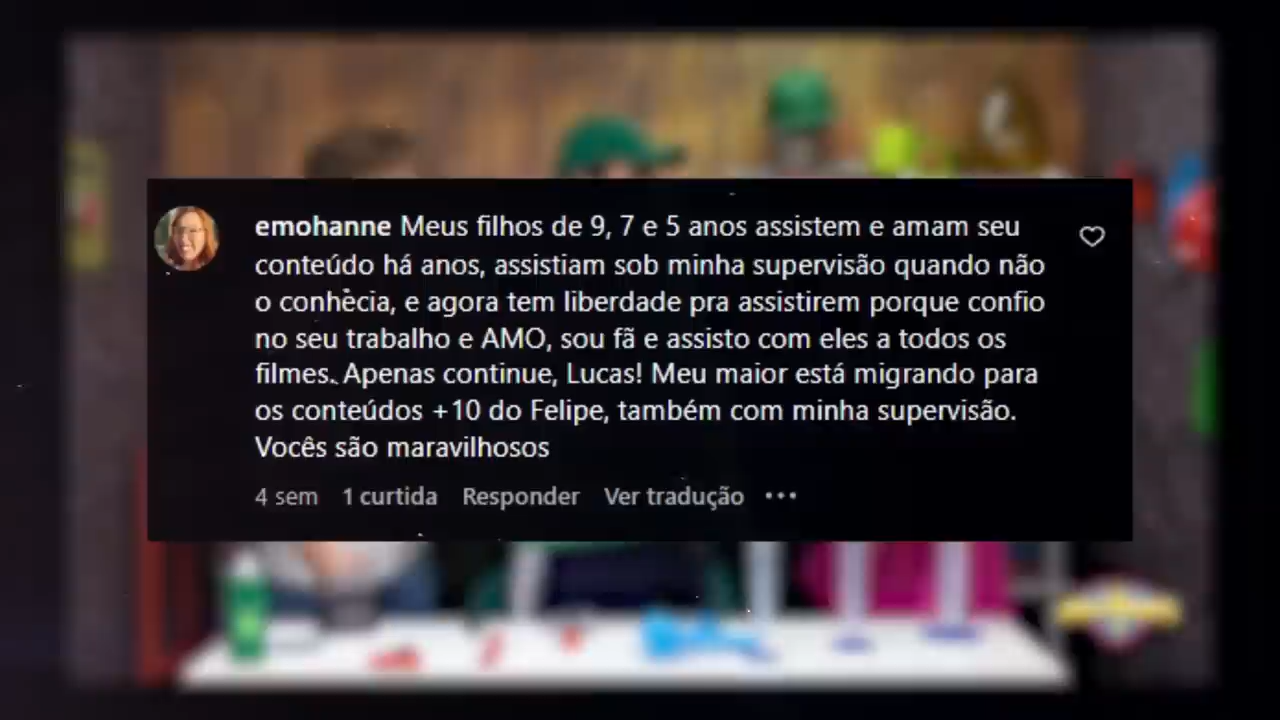 emohanne Meus filhos de 9, 7 e 5 anos assistem e amam seu
conteúdo há anos, assistiam sob minha supervisão quando não
o conhecia, e agora tem liberdade pra assistirem porque confio
no seu trabalho e AMO, sou fã e assisto com eles a todos os
filmes. Apenas continue, Lucas! Meu maior está migrando para
os conteúdos +10 do Felipe, também com minha supervisão.
Vocês são maravilhosos
4 sem 1 curtida Responder Ver tradução •••